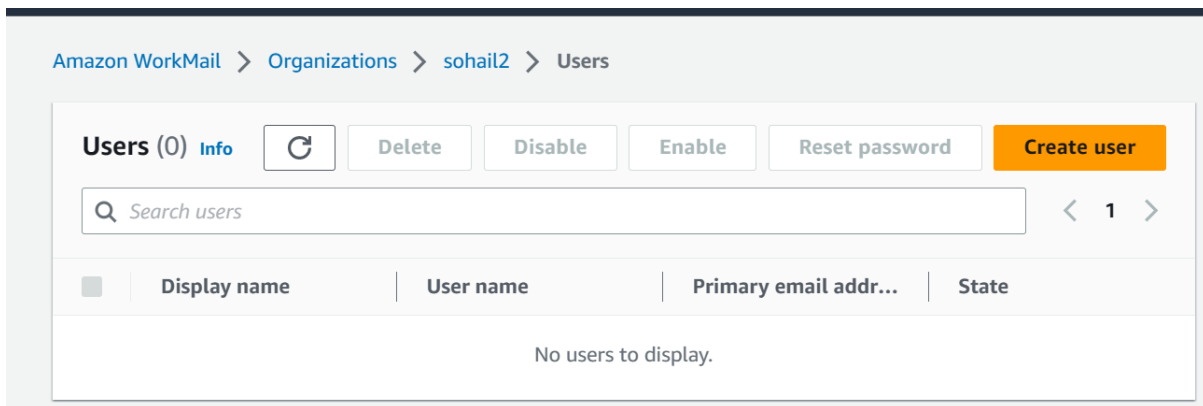 Amazon WorkMail > Organizations > sohail2 > Users
Users (0) Info Delete Disable Enable Reset password Create user
Search users < 1 >
Display name User name Primary email addr... State
No users to display.